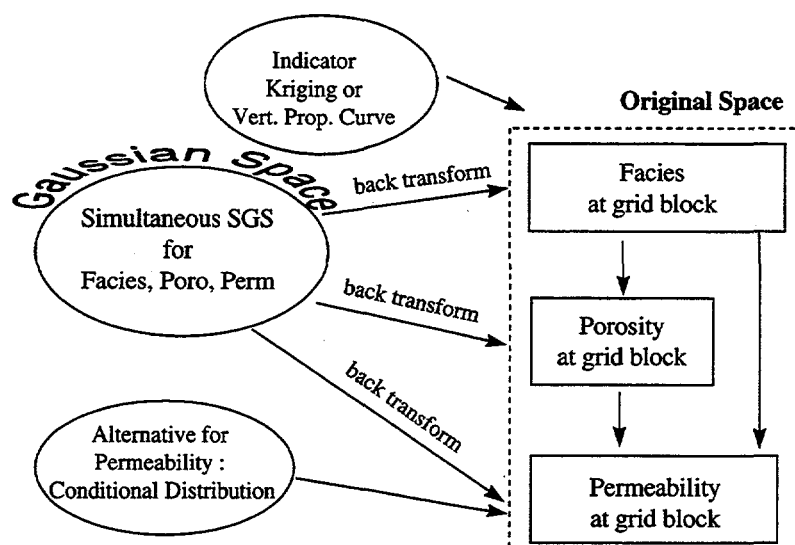 Indicator
Kriging or
Vert. Prop. Curve
Original Space
Gaussian Space
Simultaneous SGS
for
Facies, Poro, Perm
back transform
back transform
back transform
Facies
at grid block
Porosity
at grid block
Alternative for
Permeability :
Conditional Distribution
Permeability
at grid block